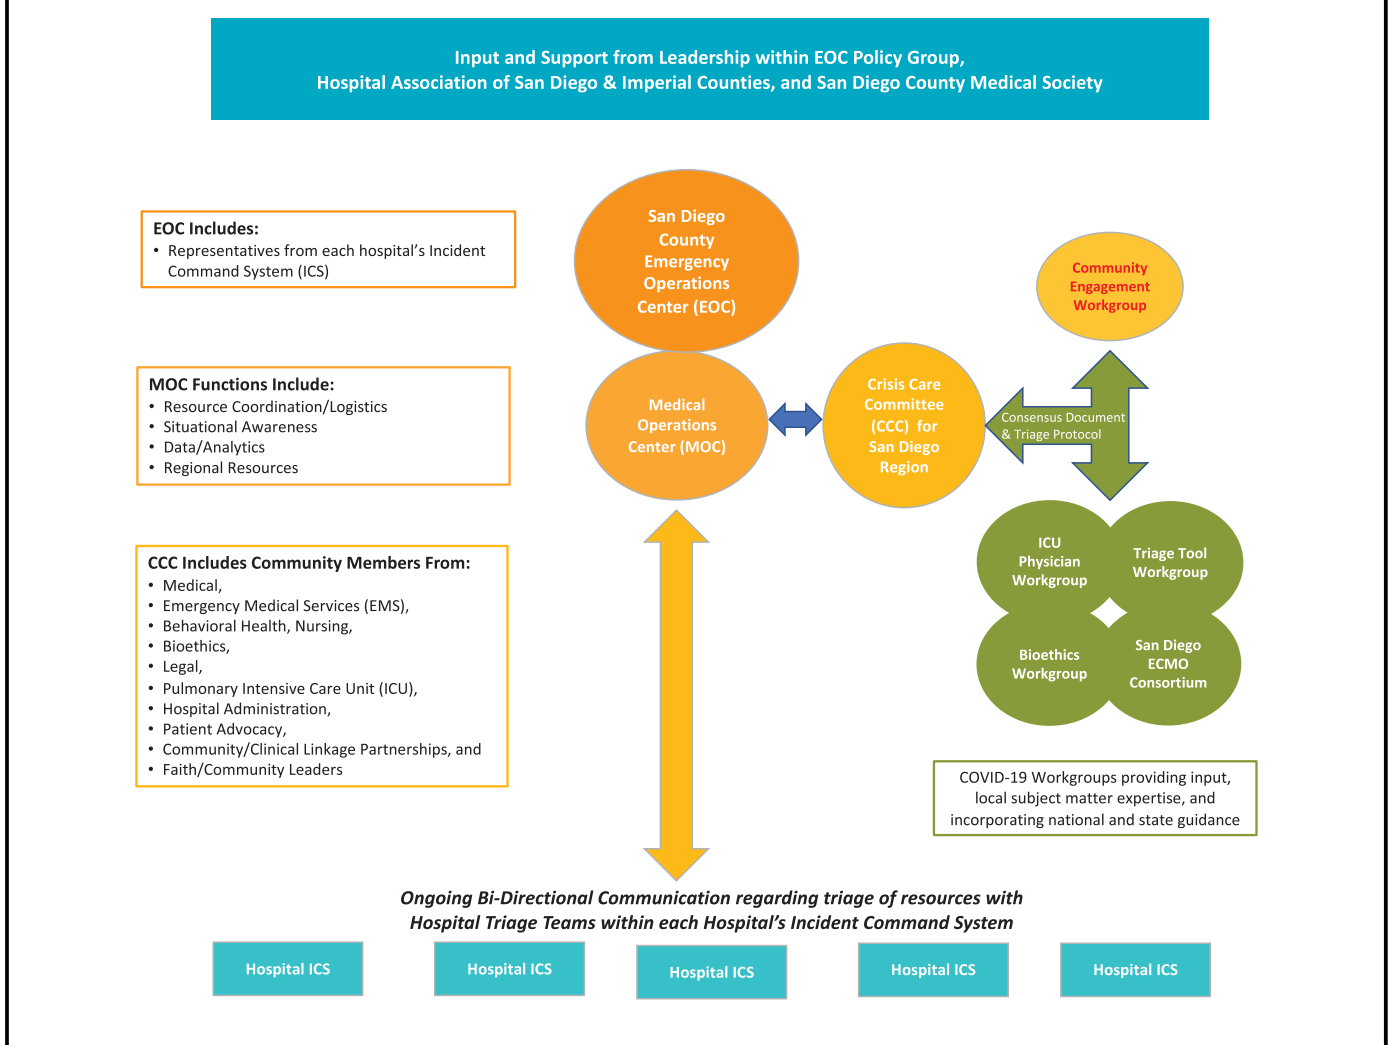 Input and Support from Leadership within EOC Policy Group,
Hospital Association of San Diego & Imperial Counties, and San Diego County Medical Society
EOC Includes:
• Representatives from each hospital’s Incident
Command System (ICS)
San Diego
County
Emergency
Operations
Center (EOC)
Community
Engagement
Workgroup
MOC Functions Include:
• Resource Coordination/Logistics
• Situational Awareness
• Data/Analytics
• Regional Resources
Medical
Operations
Center (MOC)
Crisis Care
Committee
(CCC) for
San Diego
Region
Consensus Document
& Triage Protocol
CCC Includes Community Members From:
• Medical,
• Emergency Medical Services (EMS),
• Behavioral Health, Nursing,
• Bioethics,
• Legal,
• Pulmonary Intensive Care Unit (ICU),
• Hospital Administration,
• Patient Advocacy,
• Community/Clinical Linkage Partnerships, and
• Faith/Community Leaders
ICU
Physician
Workgroup
Triage Tool
Workgroup
Bioethics
Workgroup
San Diego
ECMO
Consortium
COVID-19 Workgroups providing input,
local subject matter expertise, and
incorporating national and state guidance
Ongoing Bi-Directional Communication regarding triage of resources with
Hospital Triage Teams within each Hospital’s Incident Command System
Hospital ICS
Hospital ICS
Hospital ICS
Hospital ICS
Hospital ICS